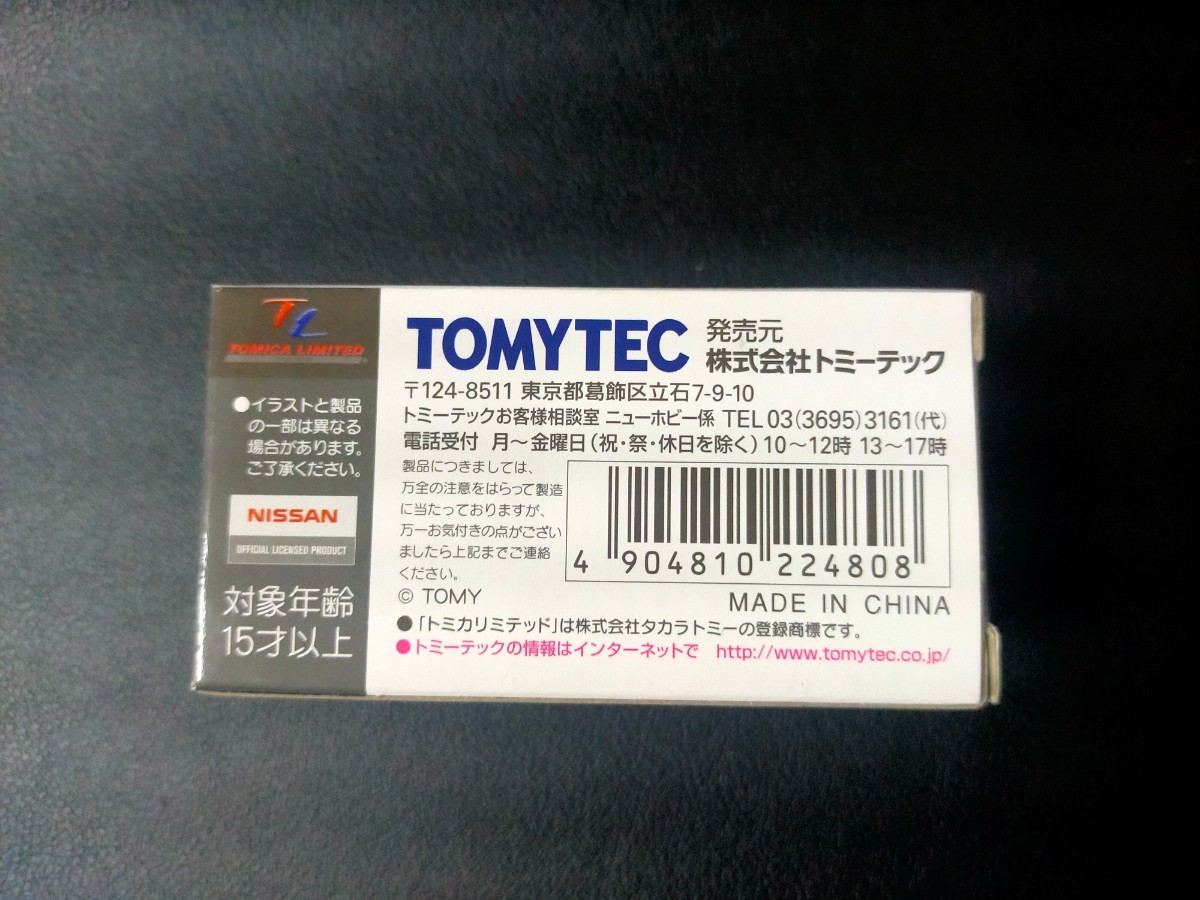 TL
TOMICA LIMITED
●イラストと製品
の一部は異なる
場合があります。
ご了承ください。
NISSAN
OFFICIAL LICENSED PRODUCT
対象年齢
15才以上
TOMYTEC
発売元
株式会社トミーテック
〒124-8511 東京都葛飾区立石7-9-10
トミーテックお客様相談室 ニューホビー係 TEL 03(3695)3161(代)
電話受付 月~金曜日(祝・祭・休日を除く) 10~12時 13~17時
製品につきましては、
万全の注意をはらって製造
に当たっておりますが、
万一お気付きの点がござい
ましたら上記までご連絡
ください。
© TOMY
4 904810 224808
MADE IN CHINA
●「トミカリミテッド」は株式会社タカラトミーの登録商標です。
●トミーテックの情報はインターネットで http://www.tomytec.co.jp/